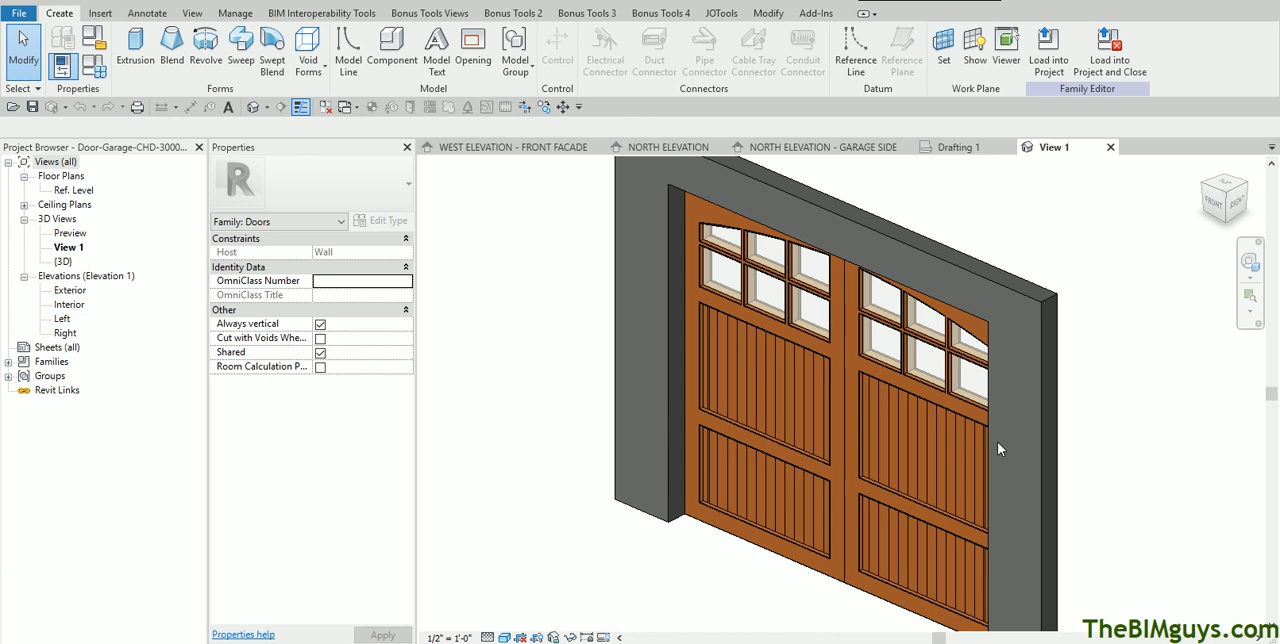 File Create Insert Annotate View Manage BIM Interoperability Tools Bonus Tools Views Bonus Tools 2 Bonus Tools 3 Bonus Tools 4 JOTools Modify Add-Ins
Modify Extrusion Blend Revolve Sweep Swept Blend Void Forms Model Line Component Model Text Opening Model Group Control Electrical Connector Duct Connector Pipe Connector Cable Tray Connector Conduit Connector Reference Line Reference Plane Set Show Viewer Load into Project Load into Project and Close
Select Properties Forms Model Control Connectors Datum Work Plane Family Editor
Project Browser - Door-Garage-CHD-3000...
Views (all)
Floor Plans
Ref. Level
Ceiling Plans
3D Views
Preview
View 1
{3D}
Elevations (Elevation 1)
Exterior
Interior
Left
Right
Sheets (all)
Families
Groups
Revit Links
Properties
R
Family: Doors Edit Type
Constraints
Host Wall
Identity Data
OmniClass Number
OmniClass Title
Other
Always vertical
Cut with Voids Whe...
Shared
Room Calculation P...
Properties help Apply
WEST ELEVATION - FRONT FACADE NORTH ELEVATION NORTH ELEVATION - GARAGE SIDE Drafting 1 View 1
FRONT RIGHT
1/2" = 1'-0"
TheBIMguys.com